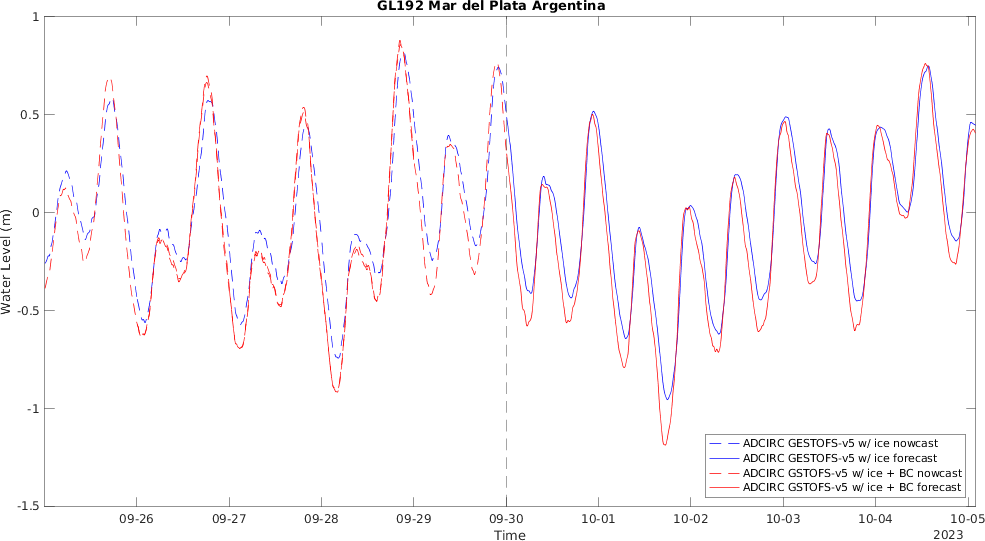 GL192 Mar del Plata Argentina
1
0.5
0
-0.5
-1
-1.5
Water Level (m)
09-26 09-27 09-28 09-29 09-30 10-01 10-02 10-03 10-04 10-05
Time
2023
ADCIRC GESTOFS-v5 w/ ice nowcast
ADCIRC GESTOFS-v5 w/ ice forecast
ADCIRC GSTOFS-v5 w/ ice + BC nowcast
ADCIRC GSTOFS-v5 w/ ice + BC forecast